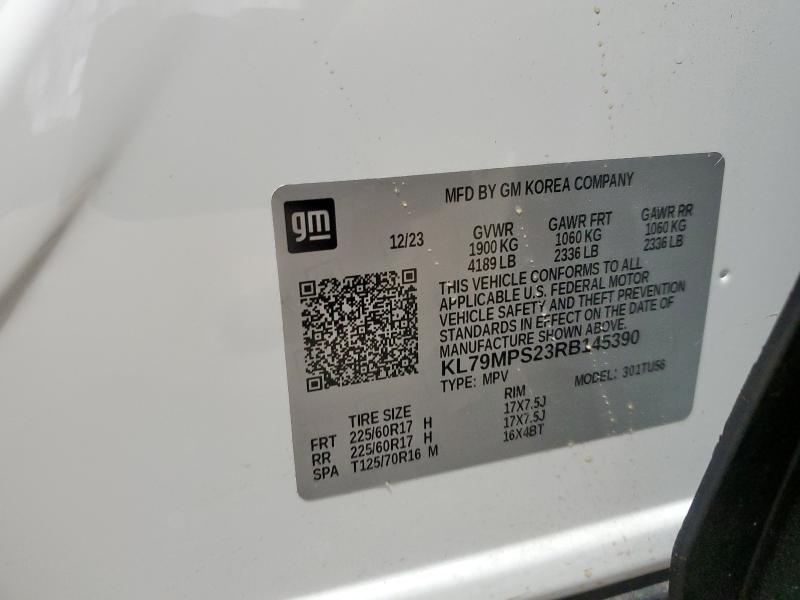 MFD BY GM KOREA COMPANY
gm
12/23
GVWR GAWR FRT GAWR RR
1900 KG 1060 KG 1060 KG
4189 LB 2336 LB 2336 LB
THIS VEHICLE CONFORMS TO ALL
APPLICABLE U.S. FEDERAL MOTOR
VEHICLE SAFETY AND THEFT PREVENTION
STANDARDS IN EFFECT ON THE DATE OF
MANUFACTURE SHOWN ABOVE.
KL79MPS23RB145390
TYPE: MPV MODEL: 301TU56
TIRE SIZE RIM
FRT 225/60R17 H 17X7.5J
RR 225/60R17 H 17X7.5J
SPA T125/70R16 M 16X4BT